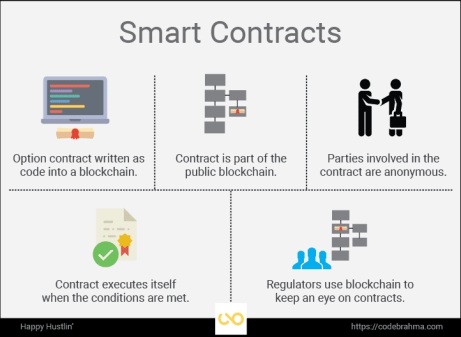 Smart Contracts
Option contract written as
code into a blockchain.
Contract is part of the
public blockchain.
Parties involved in the
contract are anonymous.
Contract executes itself
when the conditions are met.
Regulators use blockchain to
keep an eye on contracts.
Happy Hustlin'
https://codebrahma.com